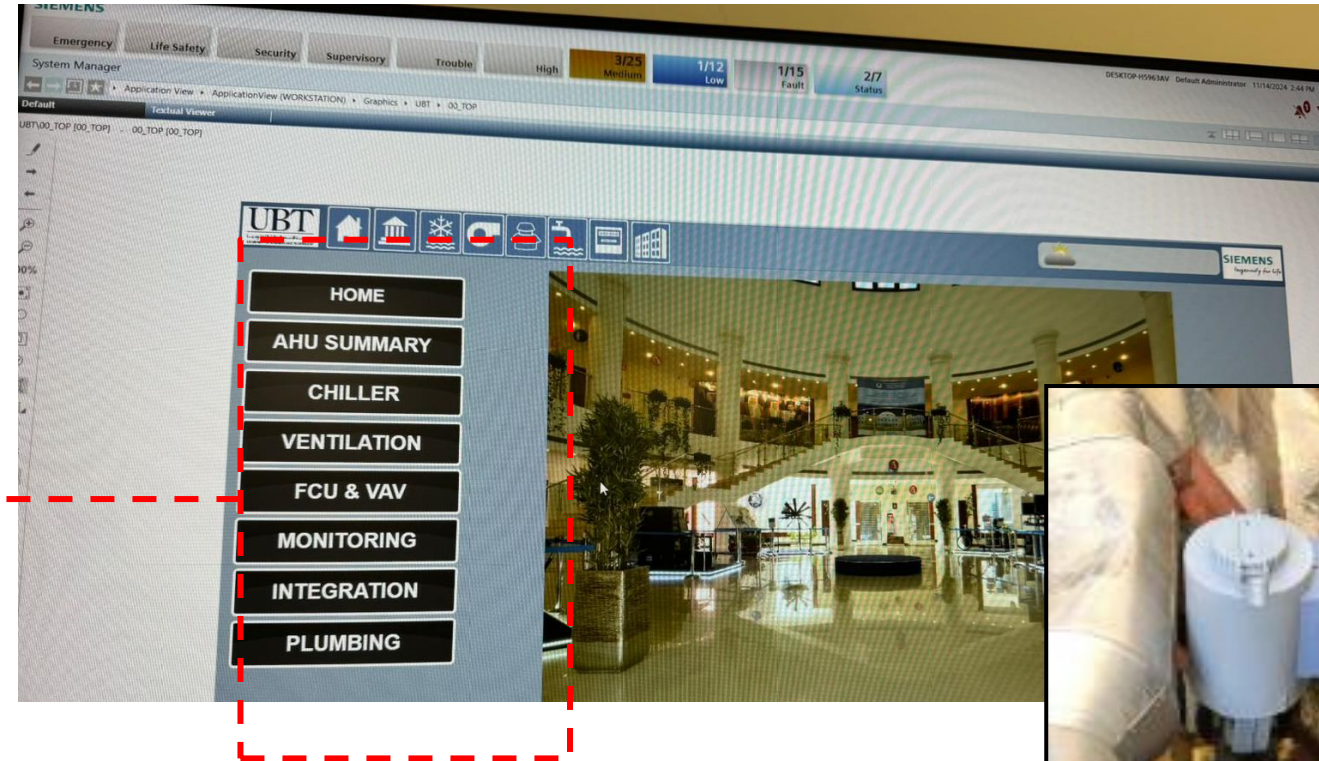 SIEMENS
Emergency
Life Safety
Security
Supervisory
Trouble
High
3/25
Medium
1/12
Low
1/15
Fault
2/7
Status
DESKTOP-H5963AV Default Administrator 11/14/2024 2:44 PM
System Manager
Application View • ApplicationView (WORKSTATION) • Graphics • UBT • 00_TOP
Default
Textual Viewer
UBT\00_TOP [00_TOP] - 00_TOP [00_TOP]
UBT
SIEMENS
Ingenuity for life
HOME
AHU SUMMARY
CHILLER
VENTILATION
FCU & VAV
MONITORING
INTEGRATION
PLUMBING